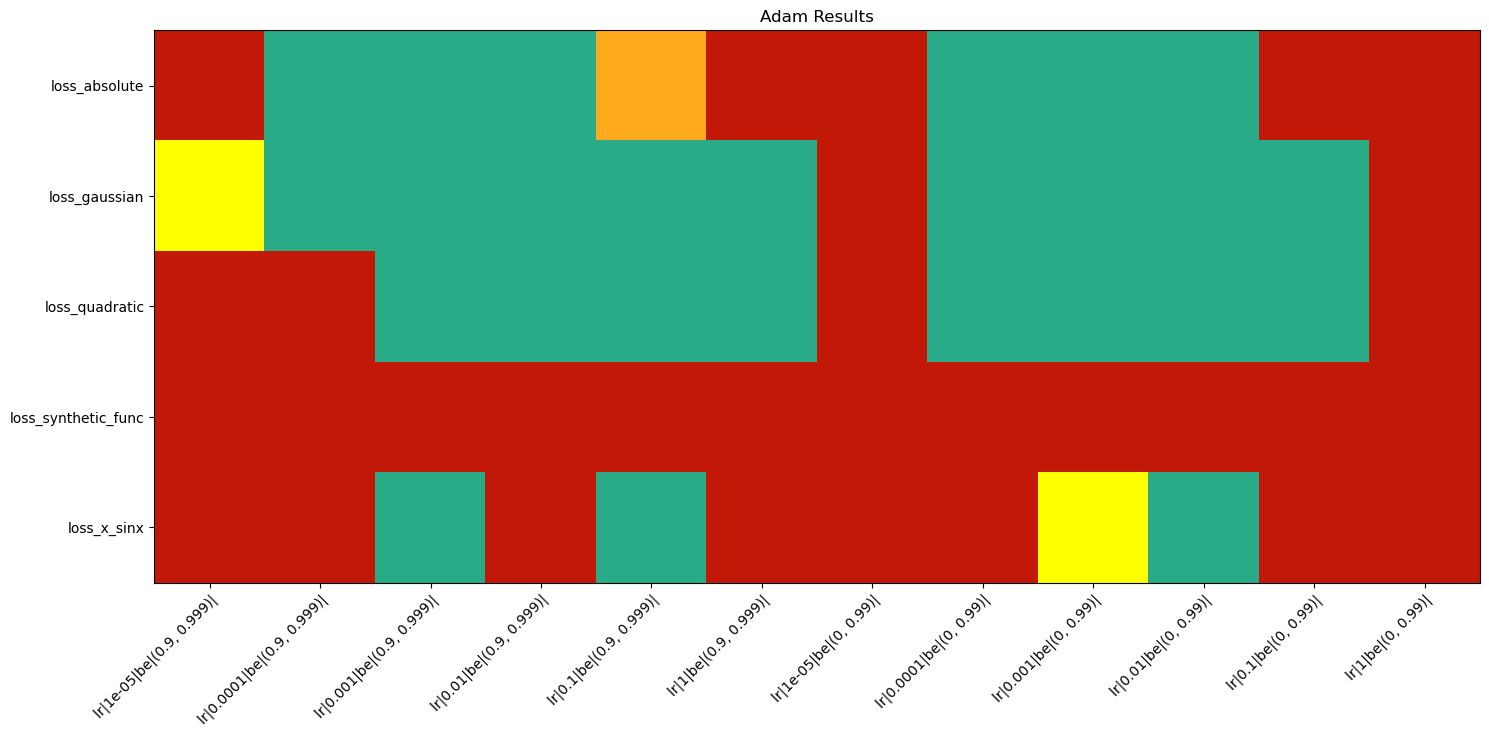 Adam Results
loss_absolute
loss_gaussian
loss_quadratic
loss_synthetic_func
loss_x_sinx
lr|1e-05|be|(0.9, 0.999)|
lr|0.0001|be|(0.9, 0.999)|
lr|0.001|be|(0.9, 0.999)|
lr|0.01|be|(0.9, 0.999)|
lr|0.1|be|(0.9, 0.999)|
lr|1|be|(0.9, 0.999)|
lr|1e-05|be|(0, 0.99)|
lr|0.0001|be|(0, 0.99)|
lr|0.001|be|(0, 0.99)|
lr|0.01|be|(0, 0.99)|
lr|0.1|be|(0, 0.99)|
lr|1|be|(0, 0.99)|